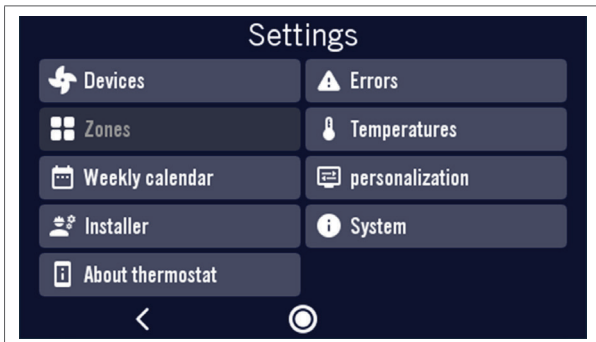 Settings
Devices
Errors
Zones
Temperatures
Weekly calendar
personalization
Installer
System
About thermostat